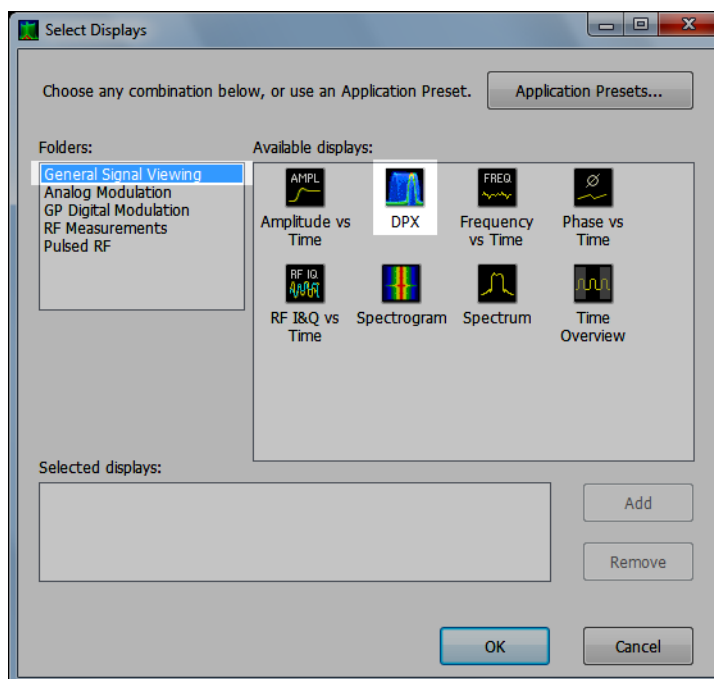 Select Displays
Choose any combination below, or use an Application Preset.
Application Presets...
Folders:
Available displays:
General Signal Viewing
Analog Modulation
GP Digital Modulation
RF Measurements
Pulsed RF
AMPL
FREQ
Ø
Amplitude vs
Time
DPX
Frequency
vs Time
Phase vs
Time
RF IQ
RF I&Q vs
Time
Spectrogram
Spectrum
Time
Overview
Selected displays:
Add
Remove
OK
Cancel